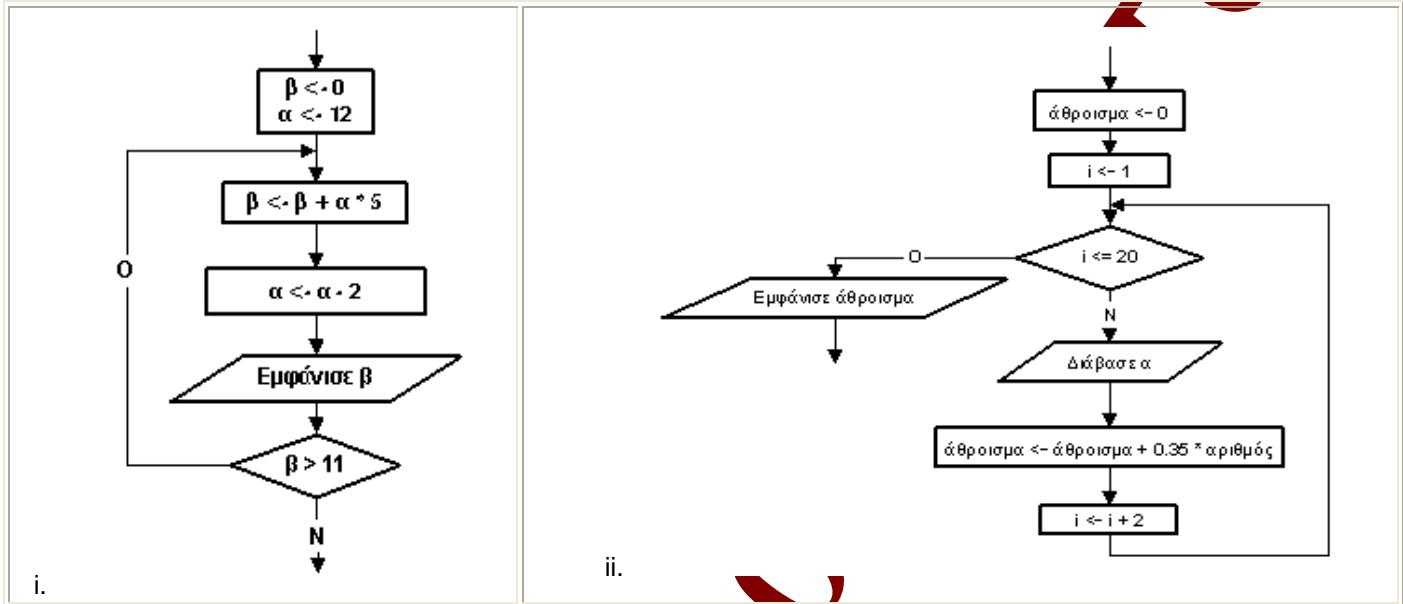 β <- 0
α <- 12
β <- β + α * 5
Ο
α <- α - 2
Εμφάνισε β
β > 11
Ν
i.
άθροισμα <- 0
i <- 1
i <= 20
Ο
Εμφάνισε άθροισμα
Ν
Διάβασε α
άθροισμα <- άθροισμα + 0.35 * αριθμός
i <- i + 2
ii.